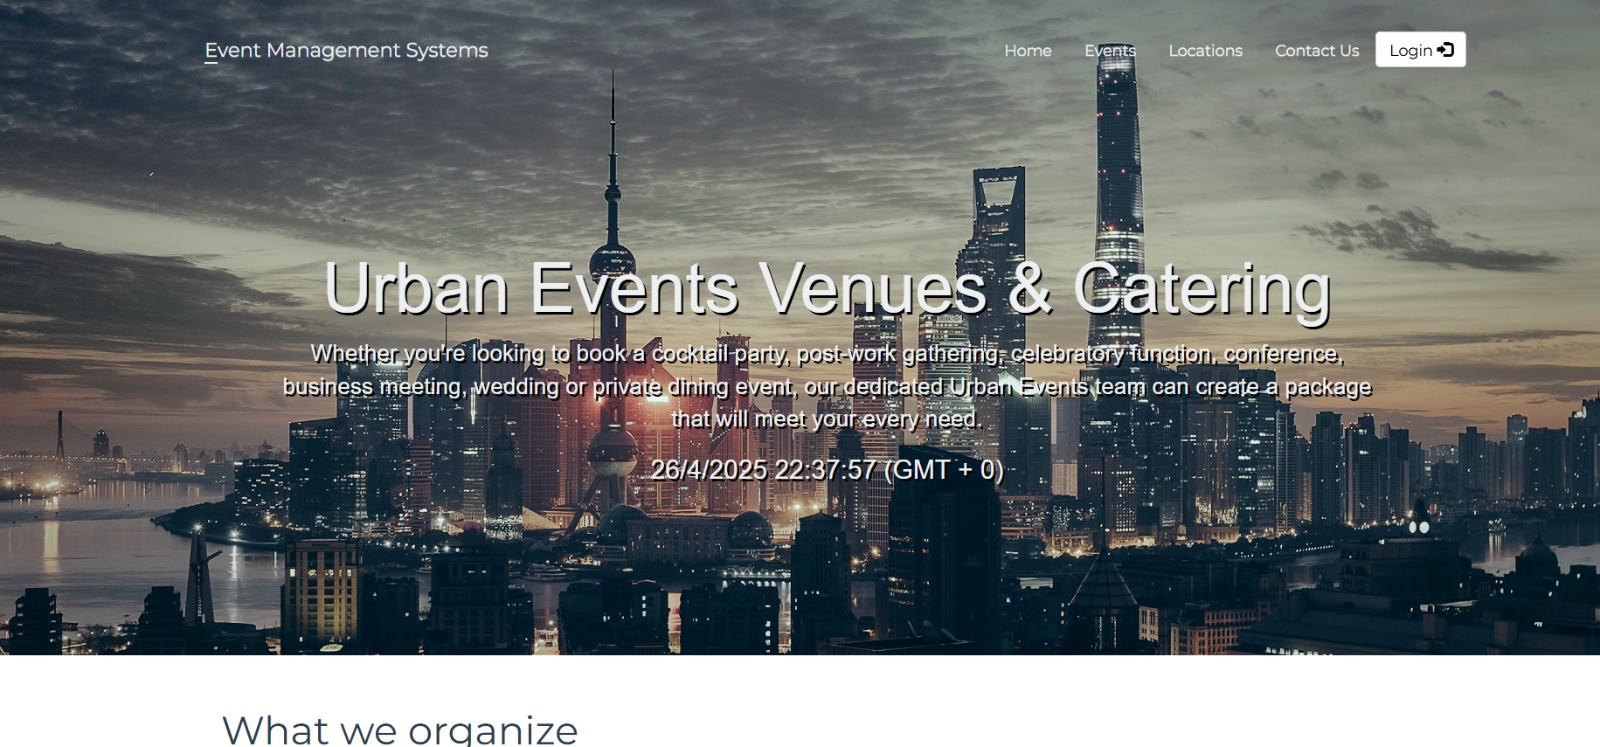 Event Management Systems
Home Events Locations Contact Us Login
Urban Events Venues & Catering
Whether you're looking to book a cocktail party, post-work gathering, celebratory function, conference,
business meeting, wedding or private dining event, our dedicated Urban Events team can create a package
that will meet your every need.
26/4/2025 22:37:57 (GMT + 0)
What we organize